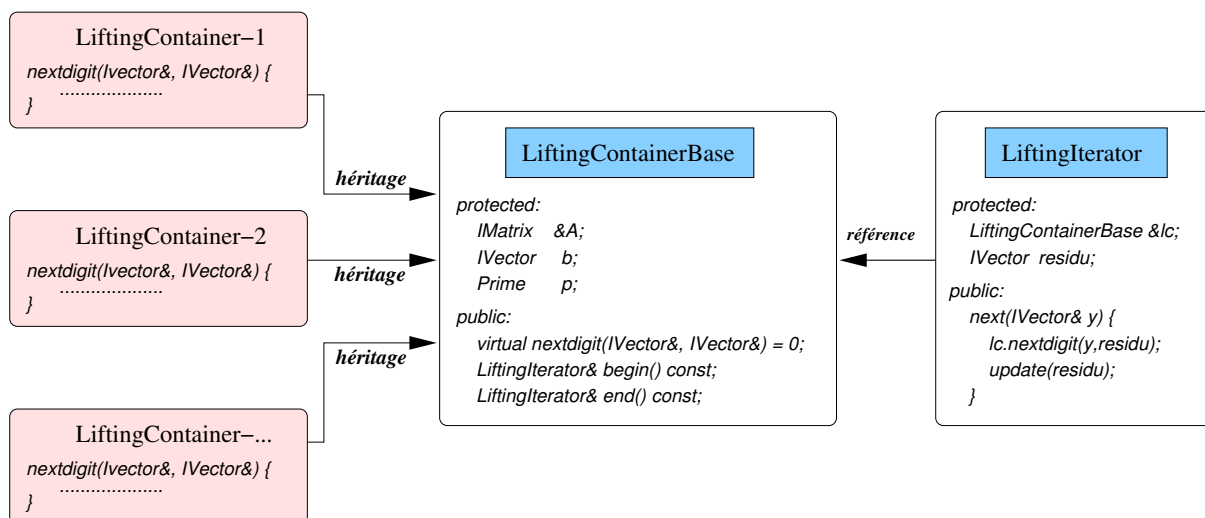 LiftingContainer−1
nextdigit(Ivector&, IVector&) {
....................
}
héritage
LiftingContainer−2
nextdigit(Ivector&, IVector&) {
....................
}
héritage
LiftingContainer−...
nextdigit(Ivector&, IVector&) {
....................
}
héritage
LiftingContainerBase
protected:
IMatrix &A;
IVector b;
Prime p;
public:
virtual nextdigit(IVector&, IVector&) = 0;
LiftingIterator& begin() const;
LiftingIterator& end() const;
référence
LiftingIterator
protected:
LiftingContainerBase &lc;
IVector residu;
public:
next(IVector& y) {
lc.nextdigit(y,residu);
update(residu);
}